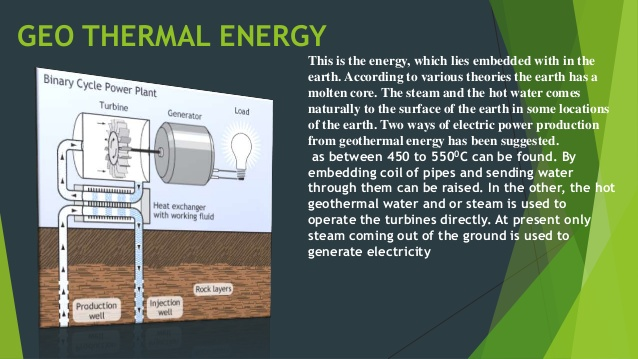 GEO THERMAL ENERGY
This is the energy, which lies embedded with in the
earth. According to various theories the earth has a
molten core. The steam and the hot water comes
naturally to the surface of the earth in some locations
of the earth. Two ways of electric power production
from geothermal energy has been suggested.
as between 450 to 550⁰C can be found. By
embedding coil of pipes and sending water
through them can be raised. In the other, the hot
geothermal water and or steam is used to
operate the turbines directly. At present only
steam coming out of the ground is used to
generate electricity
Binary Cycle Power Plant
Turbine
Generator
Load
Heat exchanger
with working fluid
Rock layers
Production
well
Injection
well